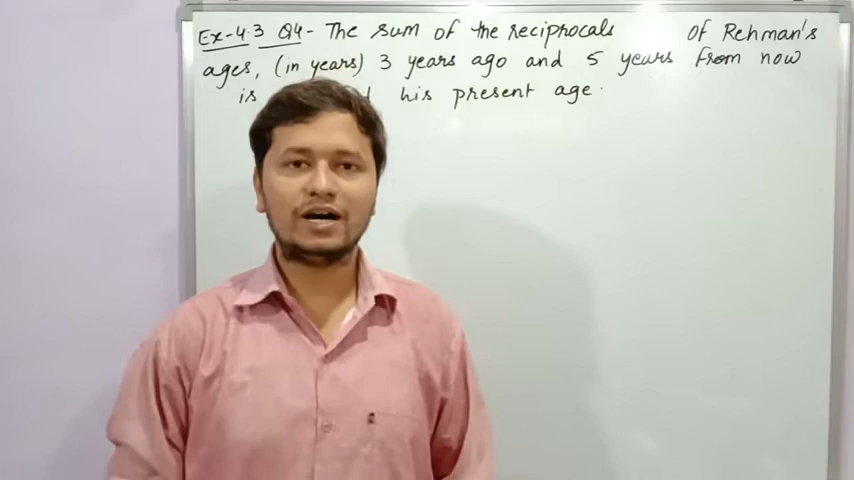 Ex-4.3 Q4- The sum of the reciprocals of Rehman's
ages, (in years) 3 years ago and 5 years from now
is his present age.